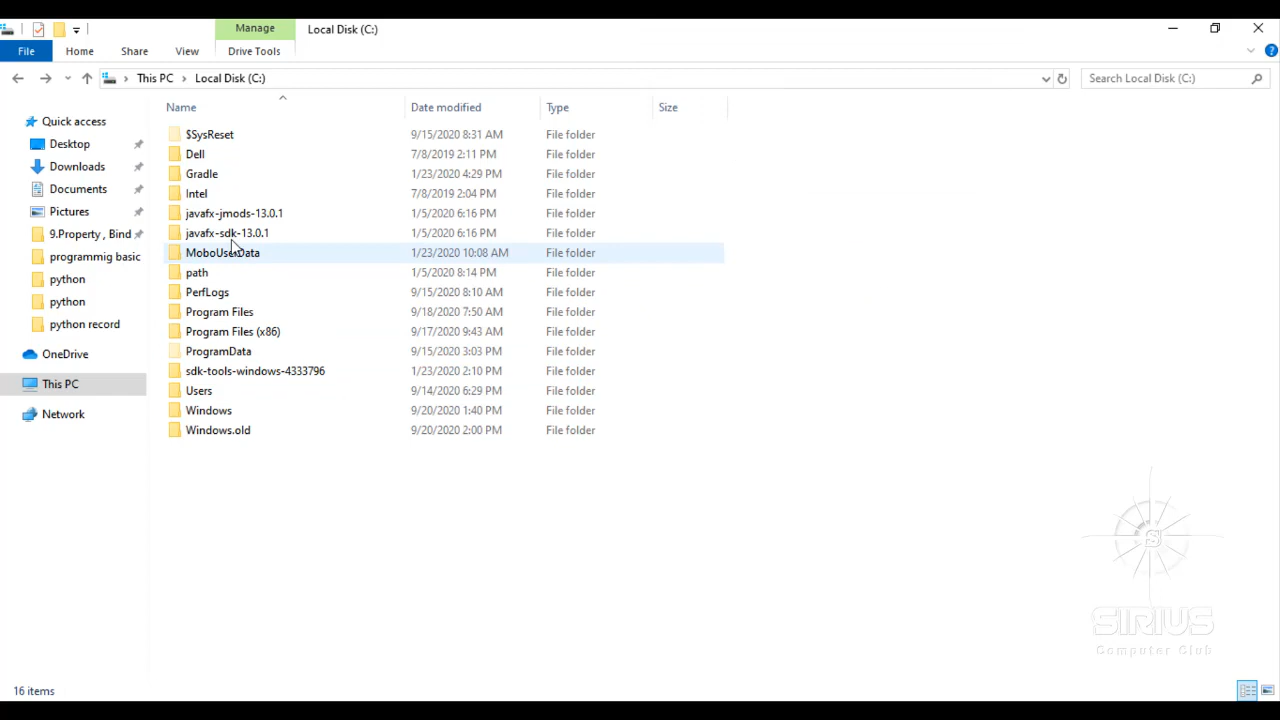 Manage
Local Disk (C:)
File
Home
Share
View
Drive Tools
This PC
Local Disk (C:)
Search Local Disk (C:)
Quick access
Desktop
Downloads
Documents
Pictures
9.Property , Bind
programmig basic
python
python
python record
OneDrive
This PC
Network
Name Date modified Type Size
$SysReset 9/15/2020 8:31 AM File folder
Dell 7/8/2019 2:11 PM File folder
Gradle 1/23/2020 4:29 PM File folder
Intel 7/8/2019 2:04 PM File folder
javafx-jmods-13.0.1 1/5/2020 6:16 PM File folder
javafx-sdk-13.0.1 1/5/2020 6:16 PM File folder
MoboUserData 1/23/2020 10:08 AM File folder
path 1/5/2020 8:14 PM File folder
PerfLogs 9/15/2020 8:10 AM File folder
Program Files 9/18/2020 7:50 AM File folder
Program Files (x86) 9/17/2020 9:43 AM File folder
ProgramData 9/15/2020 3:03 PM File folder
sdk-tools-windows-4333796 1/23/2020 2:10 PM File folder
Users 9/14/2020 6:29 PM File folder
Windows 9/20/2020 1:40 PM File folder
Windows.old 9/20/2020 2:00 PM File folder
SIRIUS
Computer Club
16 items